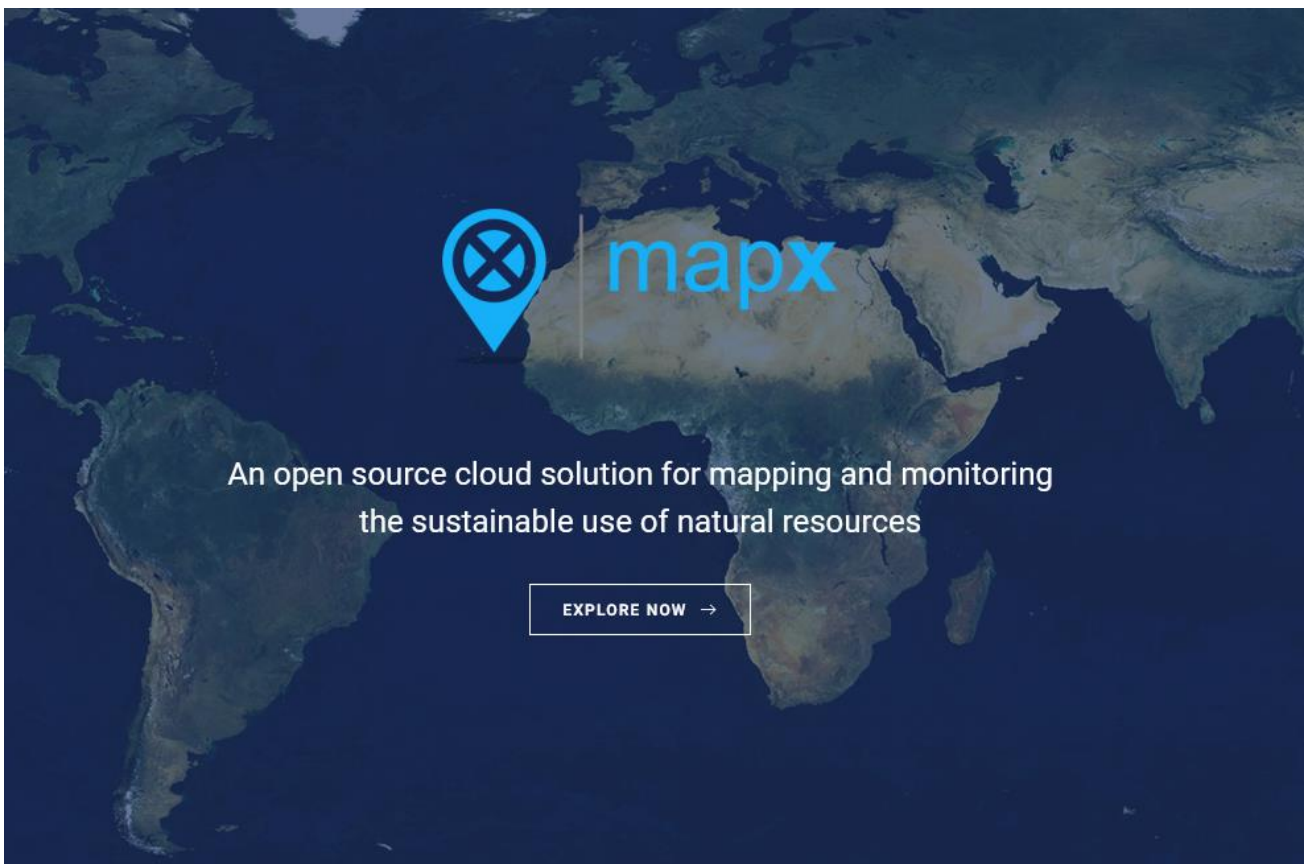 mapx
An open source cloud solution for mapping and monitoring
the sustainable use of natural resources
EXPLORE NOW →